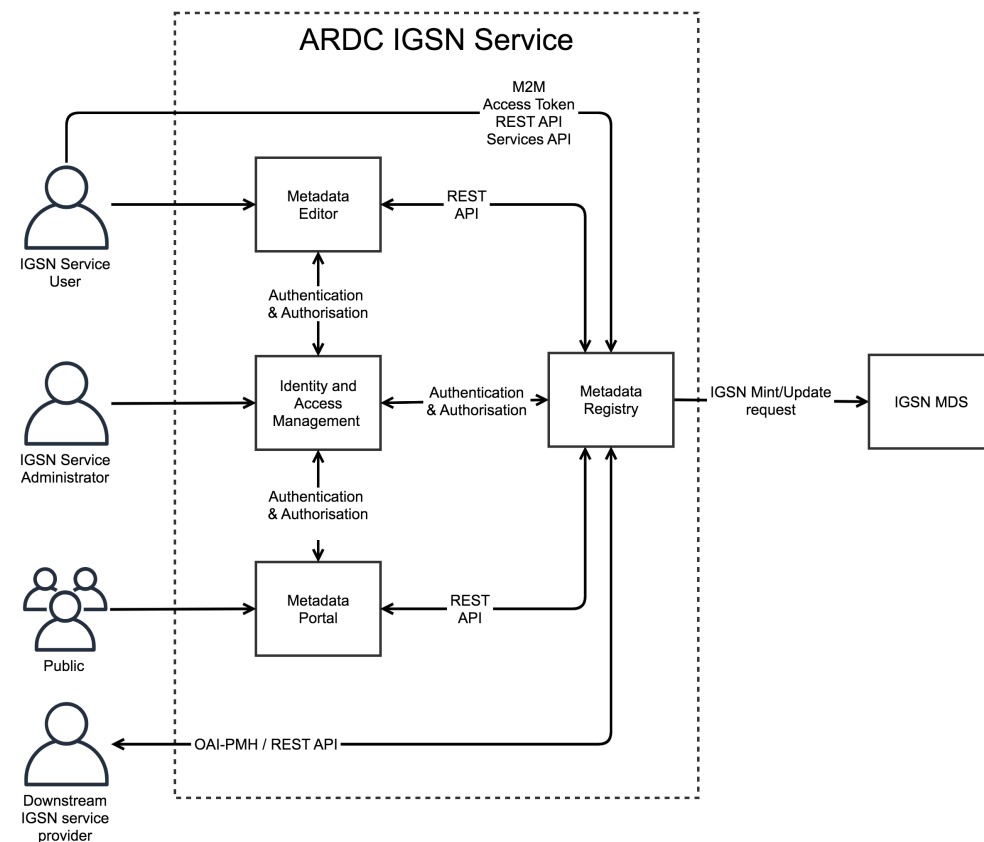 ARDC IGSN Service
M2M
Access Token
REST API
Services API
Metadata
Editor
REST
API
IGSN Service
User
Authentication
& Authorisation
Identity and
Access
Management
Authentication
& Authorisation
Metadata
Registry
IGSN Mint/Update
request
IGSN MDS
IGSN Service
Administrator
Authentication
& Authorisation
Metadata
Portal
REST
API
Public
OAI-PMH / REST API
Downstream
IGSN service
provider